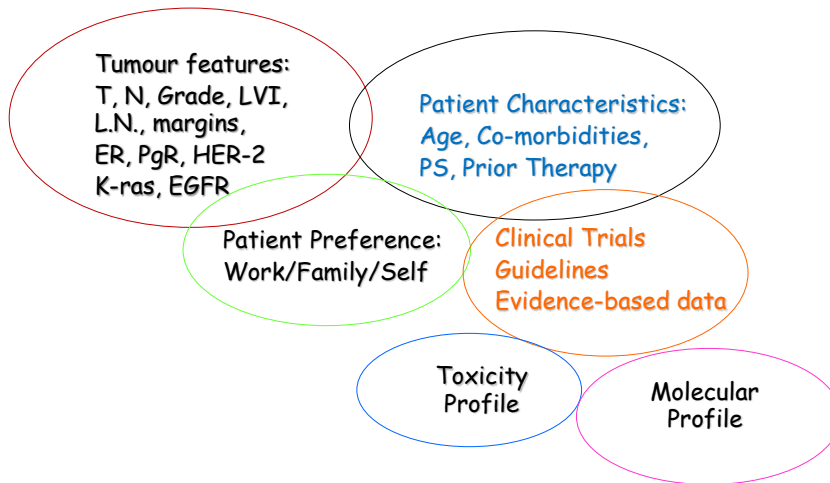 Tumour features:
T, N, Grade, LVI,
L.N., margins,
ER, PgR, HER-2
K-ras, EGFR
Patient Characteristics:
Age, Co-morbidities,
PS, Prior Therapy
Patient Preference:
Work/Family/Self
Clinical Trials
Guidelines
Evidence-based data
Toxicity
Profile
Molecular
Profile